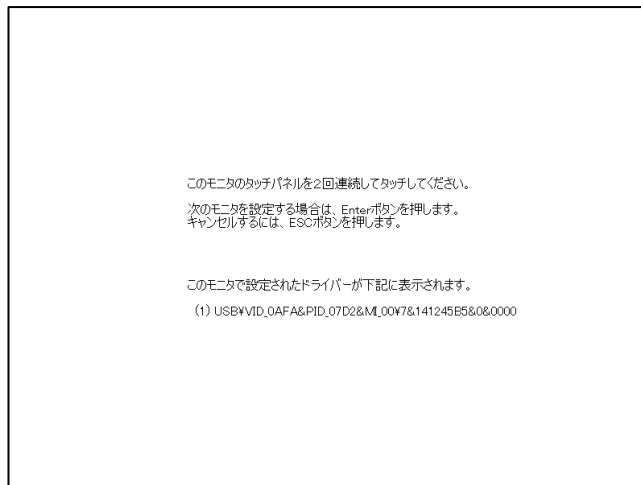 このモニタのタッチパネルを2回連続してタッチしてください。
次のモニタを設定する場合は、Enterボタンを押します。
キャンセルするには、ESCボタンを押します。
このモニタで設定されたドライバーが下記に表示されます。
(1) USB¥VID_0AFA&PID_07D2&MI_00¥7&141245B5&0&0000